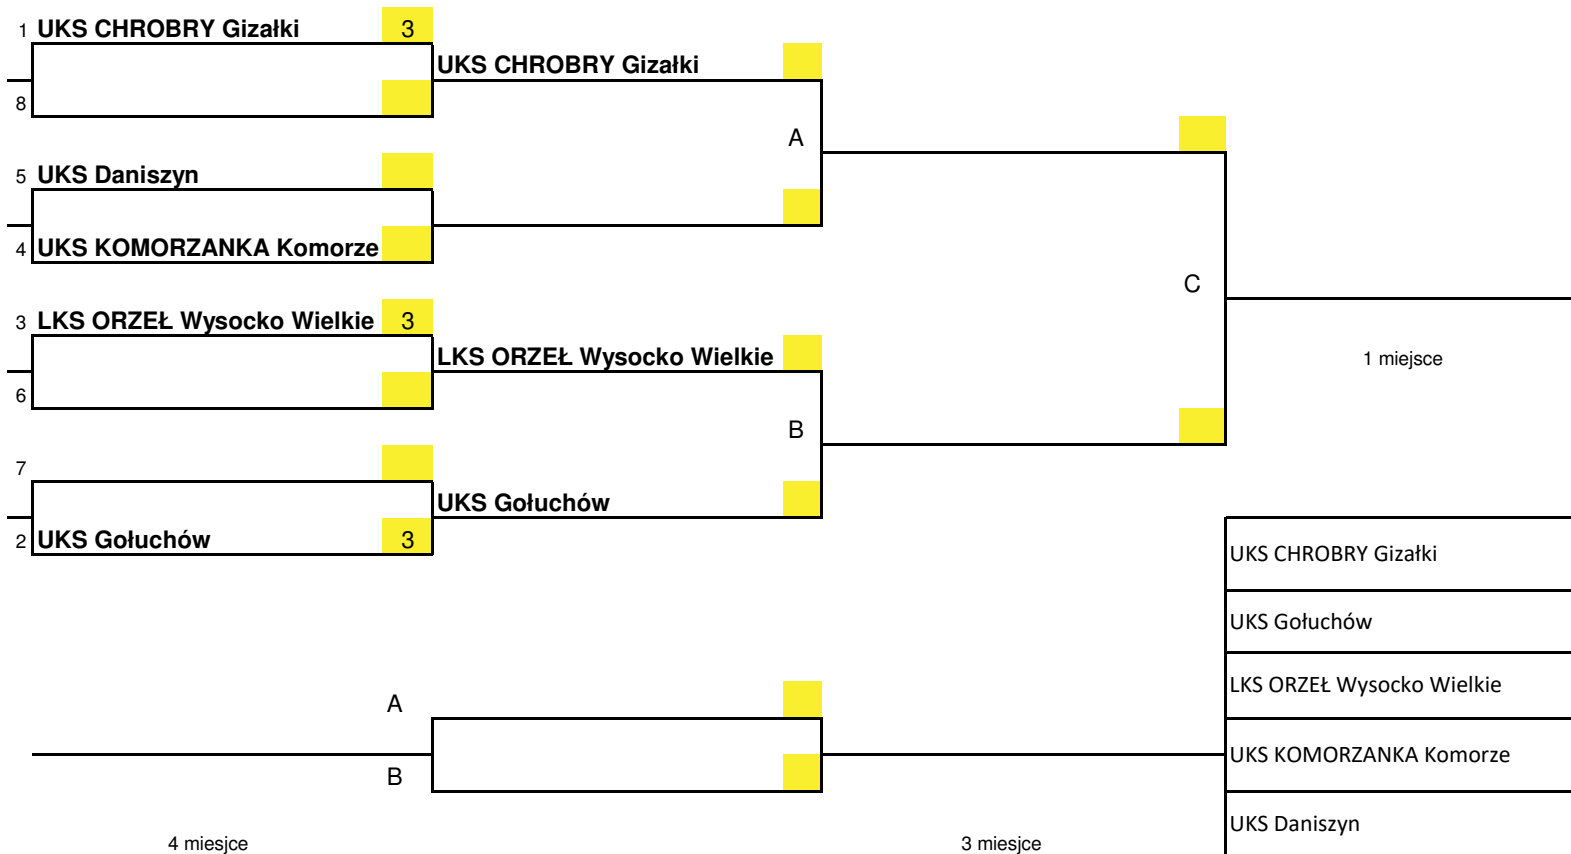 1 UKS CHROBRY Gizałki 3
UKS CHROBRY Gizałki
8
A
5 UKS Daniszyn
4 UKS KOMORZANKA Komorze
C
3 LKS ORZEŁ Wysocko Wielkie 3
LKS ORZEŁ Wysocko Wielkie
1 miejsce
6
B
7
UKS Gołuchów
2 UKS Gołuchów 3
UKS CHROBRY Gizałki
UKS Gołuchów
LKS ORZEŁ Wysocko Wielkie
A
UKS KOMORZANKA Komorze
B
UKS Daniszyn
4 miesjce
3 miesjce